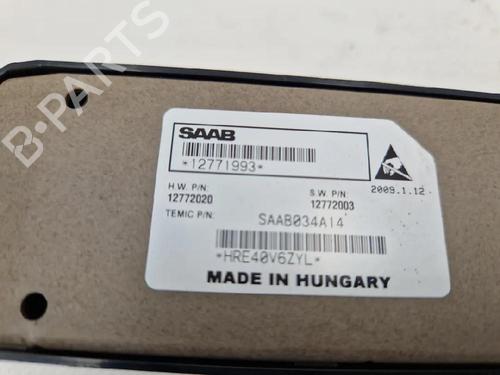 SAAB
*12771993*
2009.1.12
H.W. P/N: S.W. P/N:
12772020 12772003
TEMIC P/N: SAAB034A14
*HRE40V6ZYL*
MADE IN HUNGARY
B-PARTS